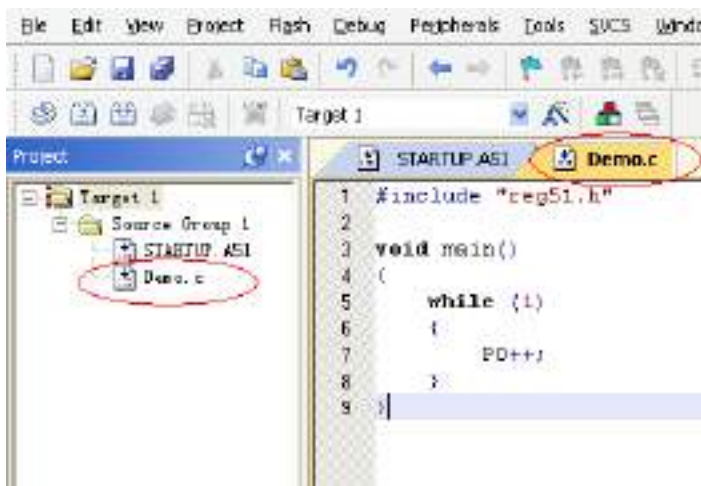 File Edit View Project Flash Debug Peripherals Tools SVCS Windo
Target 1
Project
STARTUP.A51 Demo.c
Target 1
Source Group 1
STARTUP.A51
Demo.c
1 #include "reg51.h"
2
3 void main()
4 {
5 while (1)
6 {
7 P0++;
8 }
9 }